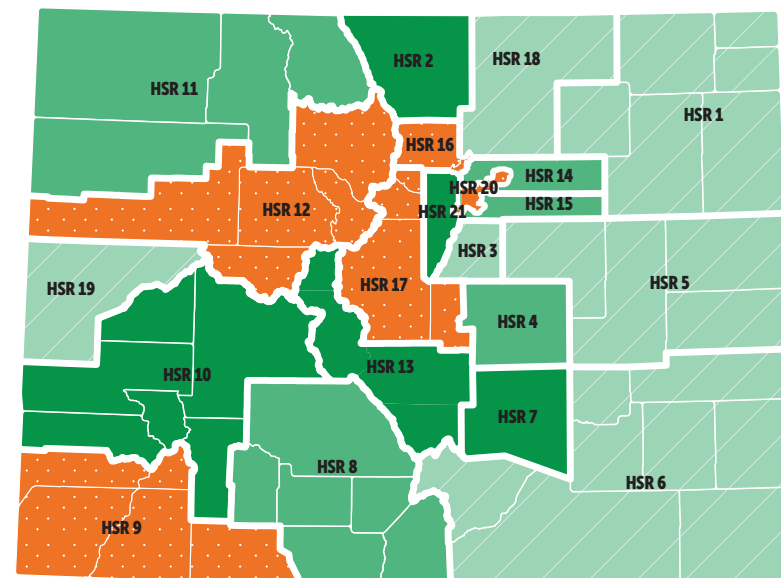 HSR 2
HSR 18
HSR 11
HSR 1
HSR 16
HSR 14
HSR 20
HSR 15
HSR 12
HSR 21
HSR 3
HSR 5
HSR 19
HSR 17
HSR 4
HSR 10
HSR 13
HSR 7
HSR 8
HSR 6
HSR 9